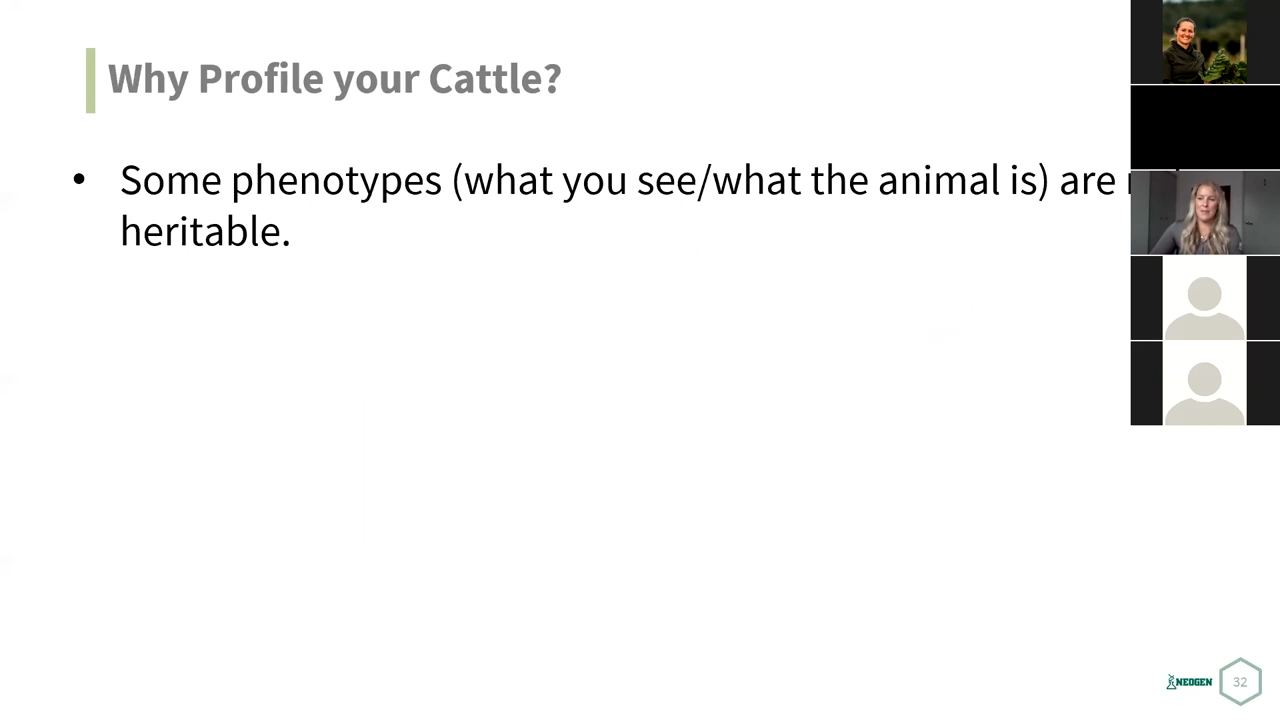 Why Profile your Cattle?
• Some phenotypes (what you see/what the animal is) are
heritable.
NEOGEN
32